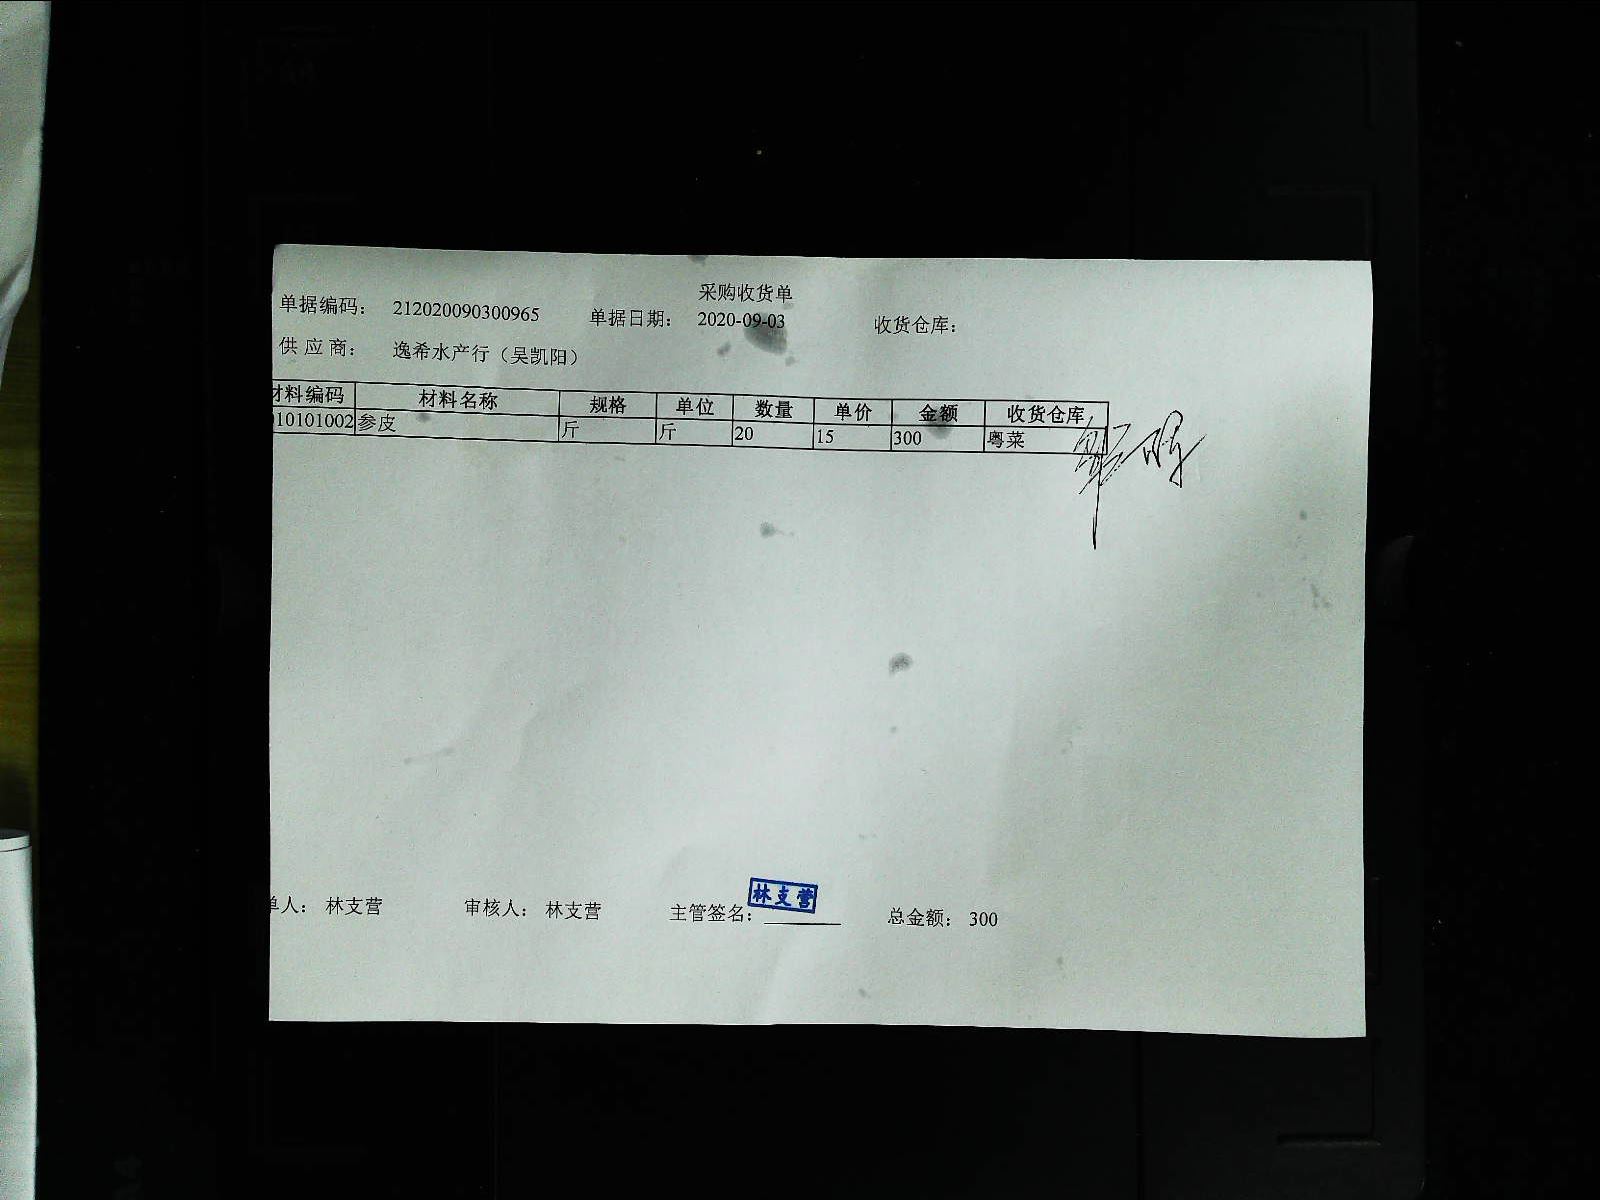 采购收货单
单据编码： 212020090300965 单据日期： 2020-09-03 收货仓库：
供 应 商： 逸希水产行（吴凯阳）
材料编码 材料名称 规格 单位 数量 单价 金额 收货仓库
010101002 参皮 斤 斤 20 15 300 粤菜
单人： 林支营 审核人： 林支营 主管签名： 林支营 总金额： 300